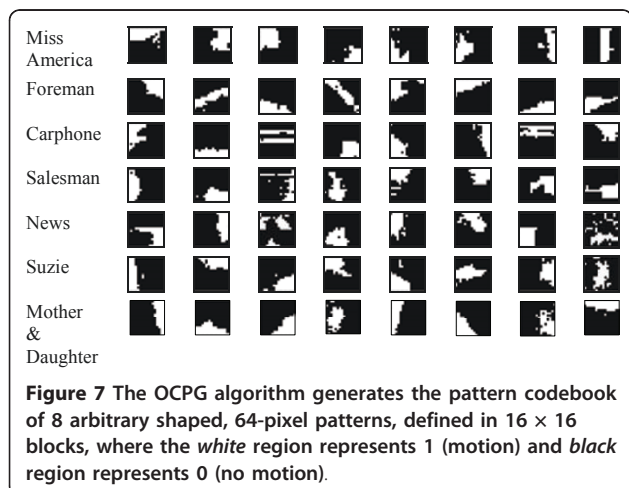 Miss
America
Foreman
Carphone
Salesman
News
Suzie
Mother
&
Daughter
Figure 7 The OCPG algorithm generates the pattern codebook
of 8 arbitrary shaped, 64-pixel patterns, defined in 16 × 16
blocks, where the white region represents 1 (motion) and black
region represents 0 (no motion).